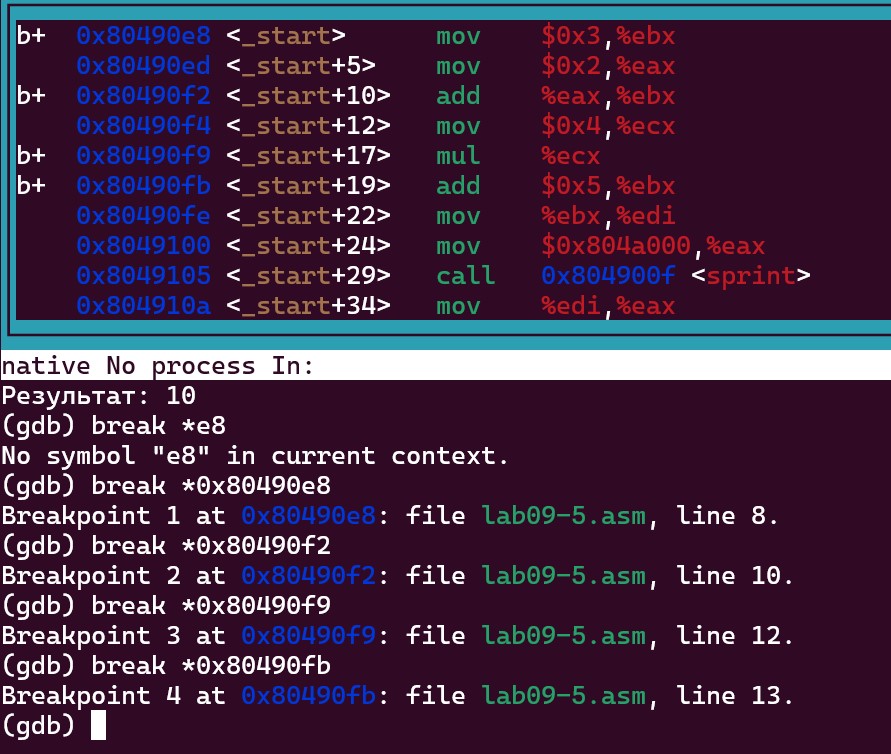 b+ 0x80490e8 <_start> mov $0x3,%ebx
0x80490ed <_start+5> mov $0x2,%eax
b+ 0x80490f2 <_start+10> add %eax,%ebx
0x80490f4 <_start+12> mov $0x4,%ecx
b+ 0x80490f9 <_start+17> mul %ecx
b+ 0x80490fb <_start+19> add $0x5,%ebx
0x80490fe <_start+22> mov %ebx,%edi
0x8049100 <_start+24> mov $0x804a000,%eax
0x8049105 <_start+29> call 0x804900f <sprint>
0x804910a <_start+34> mov %edi,%eax
native No process In:
Результат: 10
(gdb) break *e8
No symbol "e8" in current context.
(gdb) break *0x80490e8
Breakpoint 1 at 0x80490e8: file lab09-5.asm, line 8.
(gdb) break *0x80490f2
Breakpoint 2 at 0x80490f2: file lab09-5.asm, line 10.
(gdb) break *0x80490f9
Breakpoint 3 at 0x80490f9: file lab09-5.asm, line 12.
(gdb) break *0x80490fb
Breakpoint 4 at 0x80490fb: file lab09-5.asm, line 13.
(gdb)